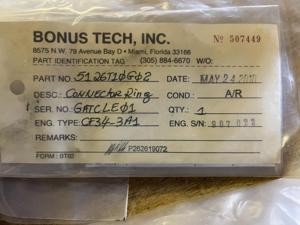 BONUS TECH, INC. Nº 507449
8575 N.W. 79 Avenue Bay D • Miami, Florida 33166
PART IDENTIFICATION TAG (305) 884-6670 W/O:
PART NO. 5126T10G02 DATE: MAY 24 2010
DESC: CONNECTOR Ring COND: A/R
SER. NO. GATCLE01 QTY: 1
ENG. TYPE: CF34-3A1 ENG. S/N: 807023
REMARKS:
P262619072
FORM: BT02